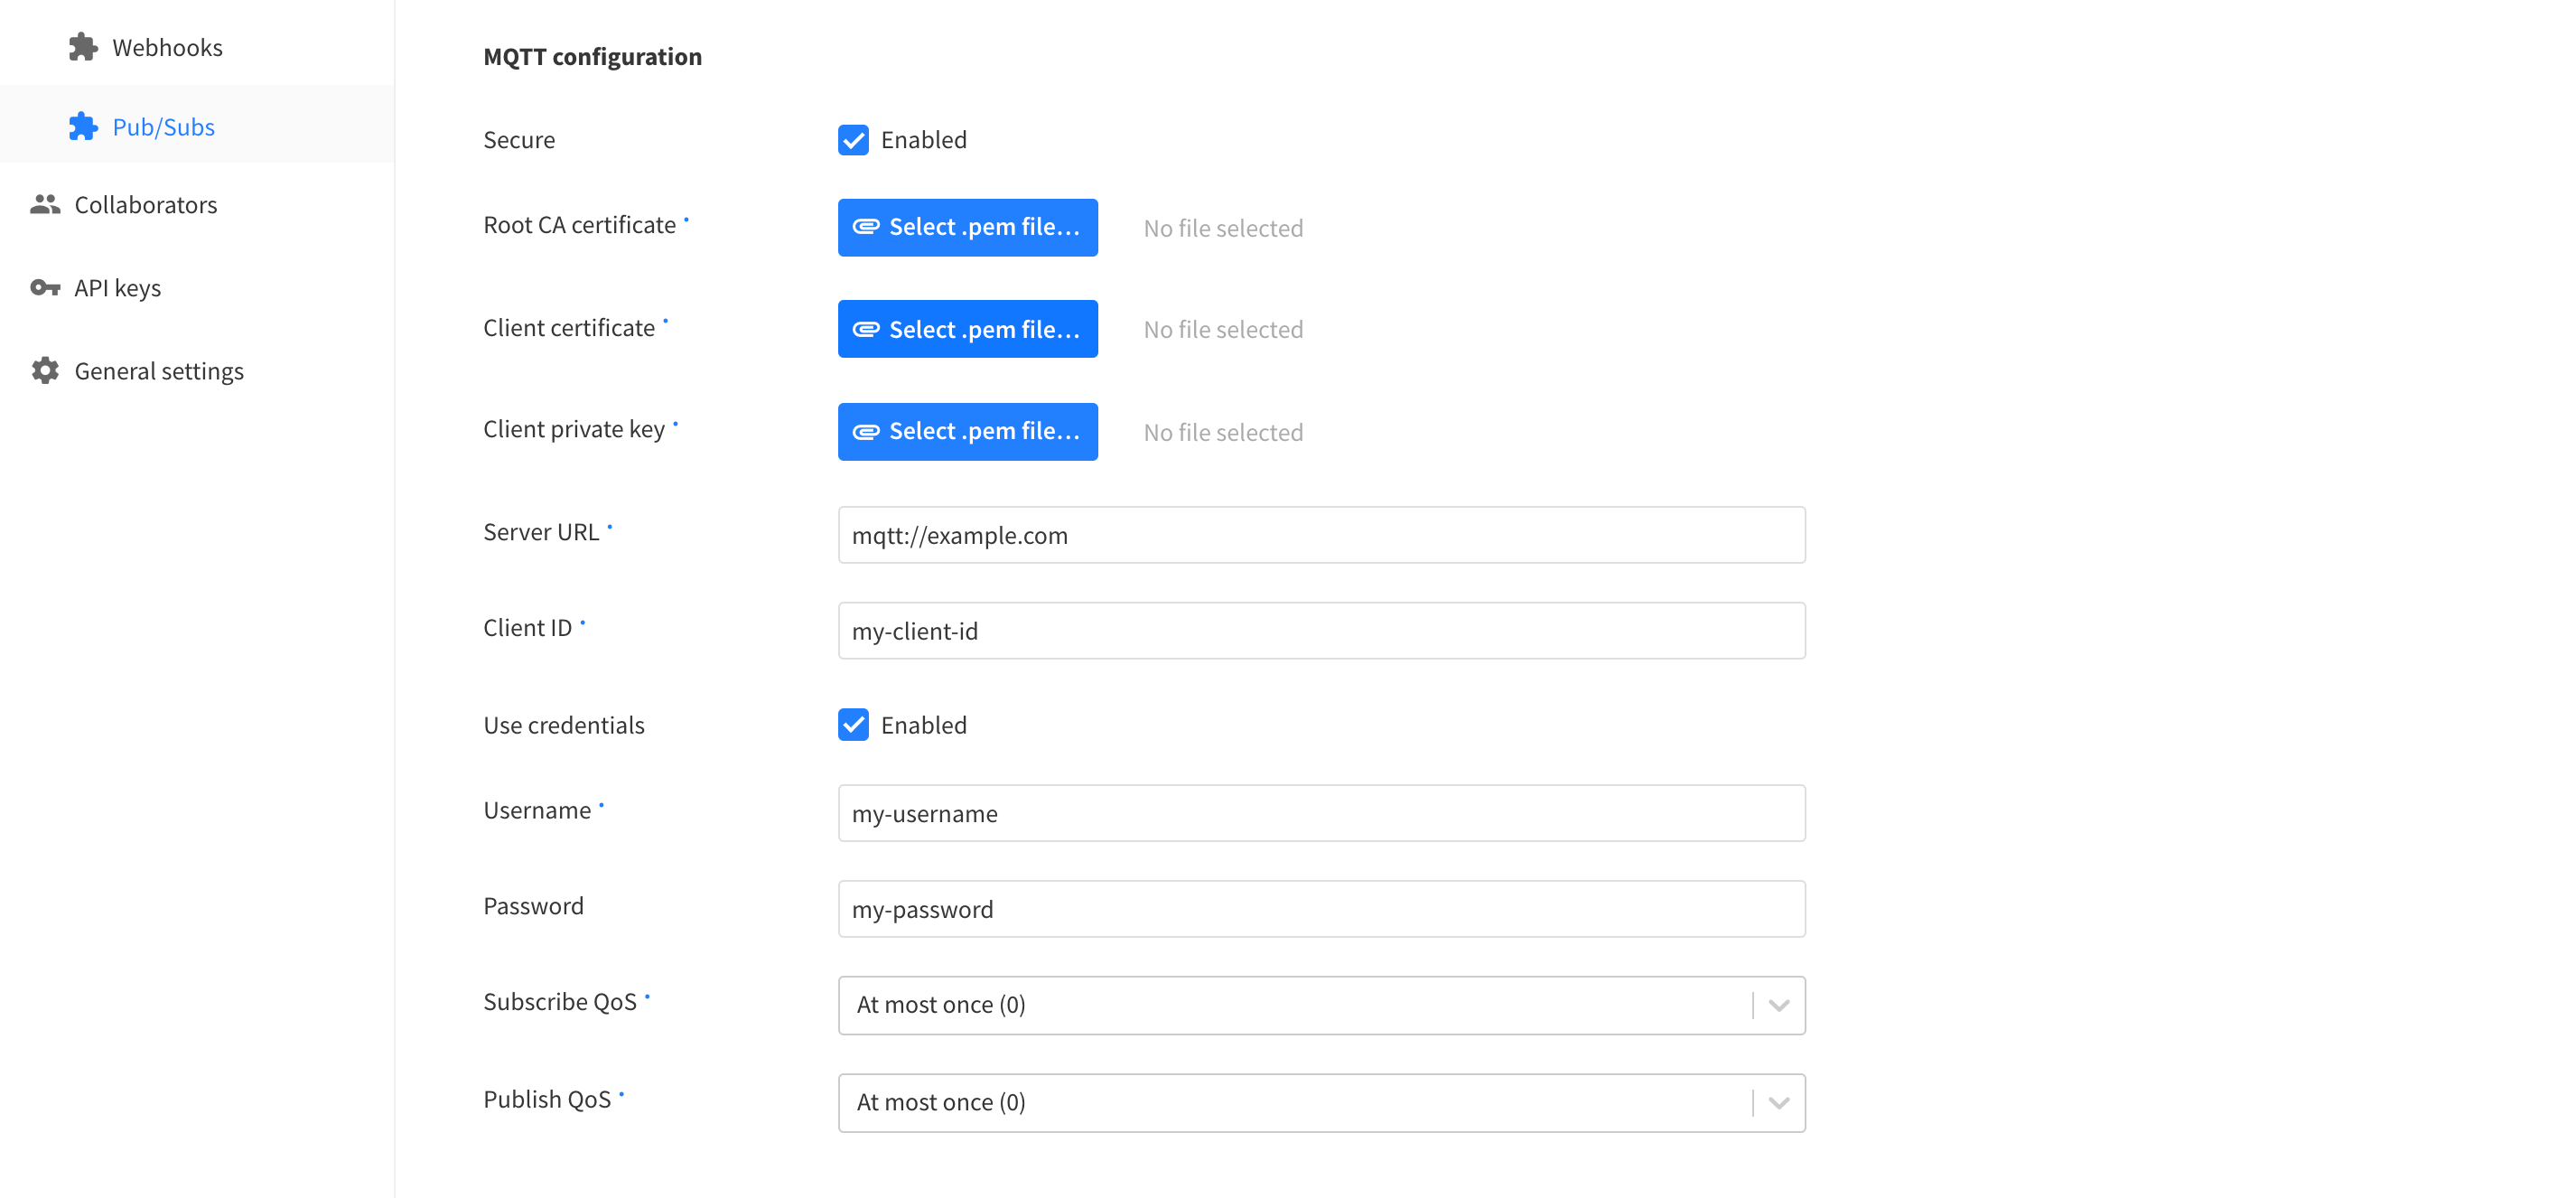 Webhooks
Pub/Subs
Collaborators
API keys
General settings
MQTT configuration
Secure Enabled
Root CA certificate Select .pem file... No file selected
Client certificate Select .pem file... No file selected
Client private key Select .pem file... No file selected
Server URL mqtt://example.com
Client ID my-client-id
Use credentials Enabled
Username my-username
Password my-password
Subscribe QoS At most once (0)
Publish QoS At most once (0)